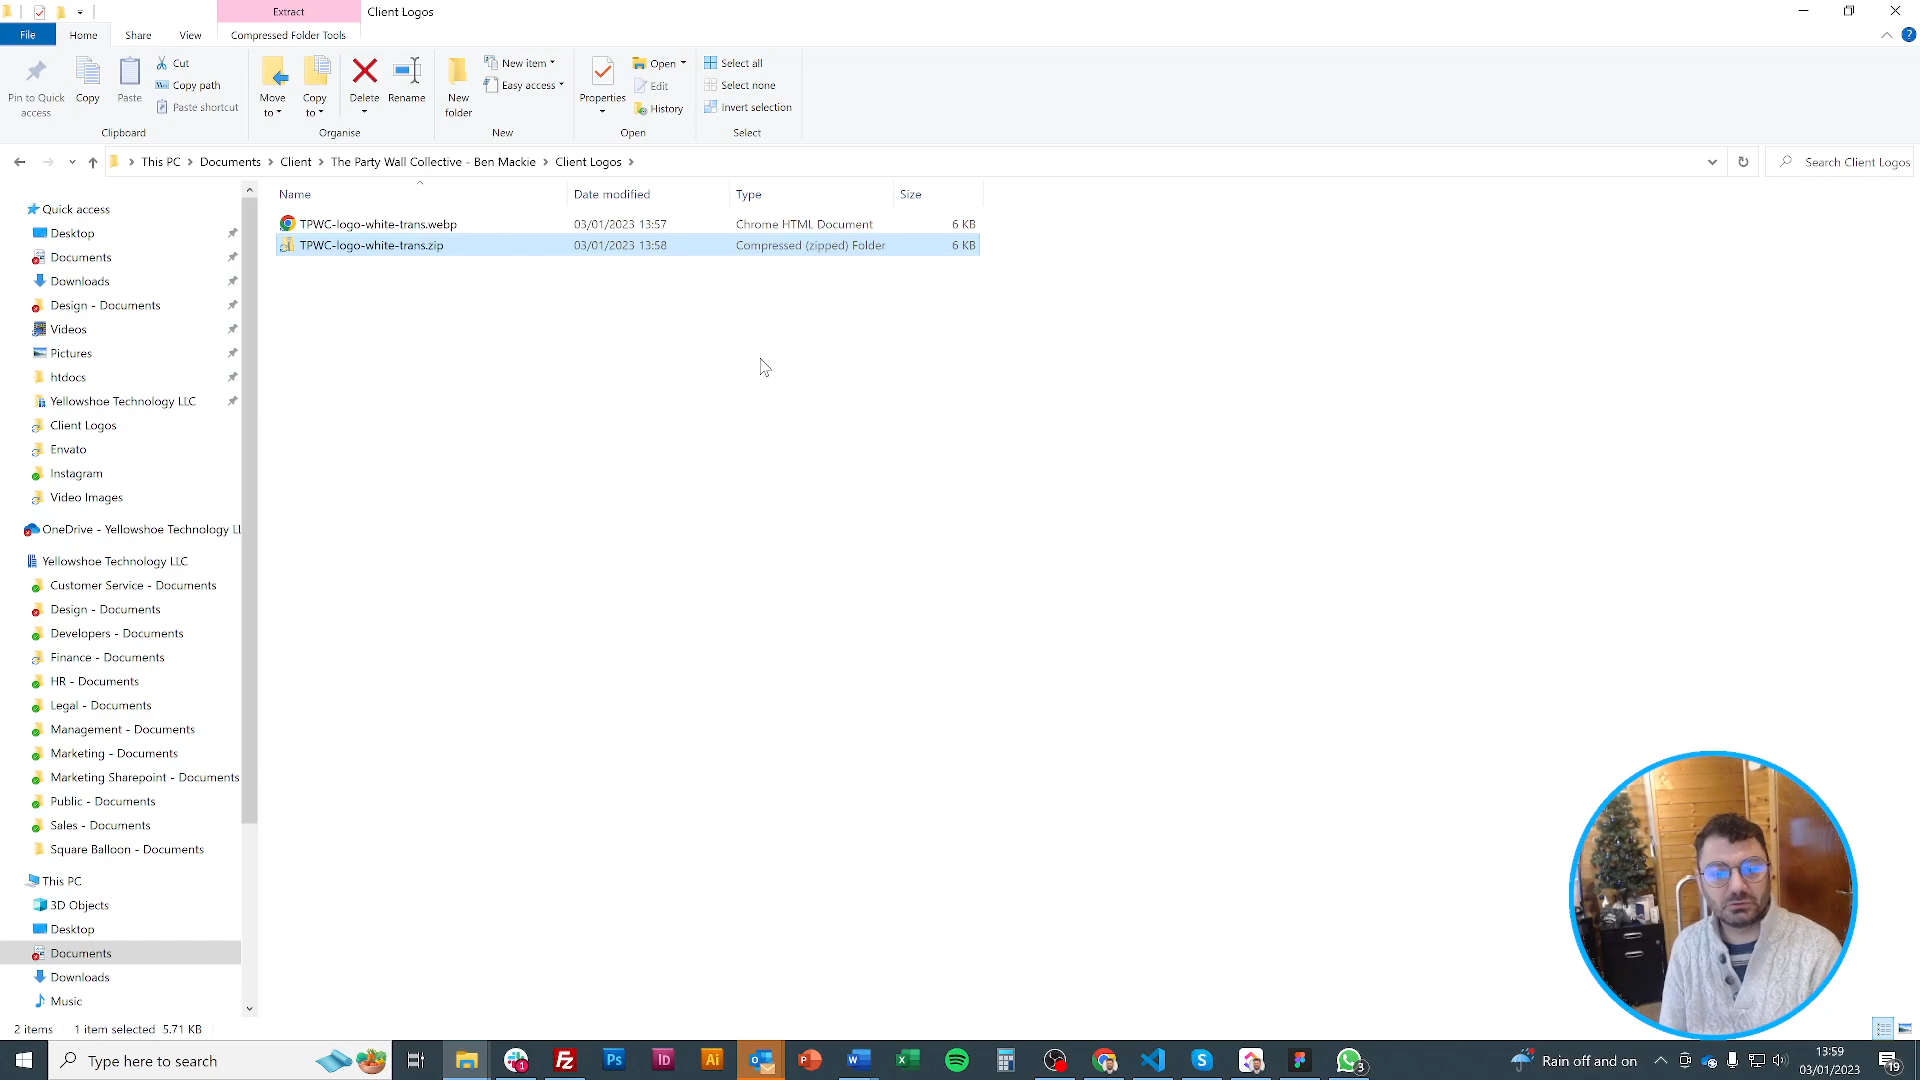 Extract
Client Logos
File
Home
Share
View
Compressed Folder Tools
Pin to Quick
access
Copy
Paste
Cut
Copy path
Paste shortcut
Clipboard
Move
to
Copy
to
Delete
Rename
Organise
New
folder
New item
Easy access
New
Properties
Open
Edit
History
Open
Select all
Select none
Invert selection
Select
This PC
Documents
Client
The Party Wall Collective - Ben Mackie
Client Logos
Search Client Logos
Name
Date modified
Type
Size
TPWC-logo-white-trans.webp 03/01/2023 13:57 Chrome HTML Document 6 KB
TPWC-logo-white-trans.zip 03/01/2023 13:58 Compressed (zipped) Folder 6 KB
Quick access
Desktop
Documents
Downloads
Design - Documents
Videos
Pictures
htdocs
Yellowshoe Technology LLC
Client Logos
Envato
Instagram
Video Images
OneDrive - Yellowshoe Technology LL
Yellowshoe Technology LLC
Customer Service - Documents
Design - Documents
Developers - Documents
Finance - Documents
HR - Documents
Legal - Documents
Management - Documents
Marketing - Documents
Marketing Sharepoint - Documents
Public - Documents
Sales - Documents
Square Balloon - Documents
This PC
3D Objects
Desktop
Documents
Downloads
Music
2 items
1 item selected 5.71 KB
Type here to search
1
FZ
Ps
ID
Ai
P
W
X
S
3
Rain off and on
13:59
03/01/2023
19